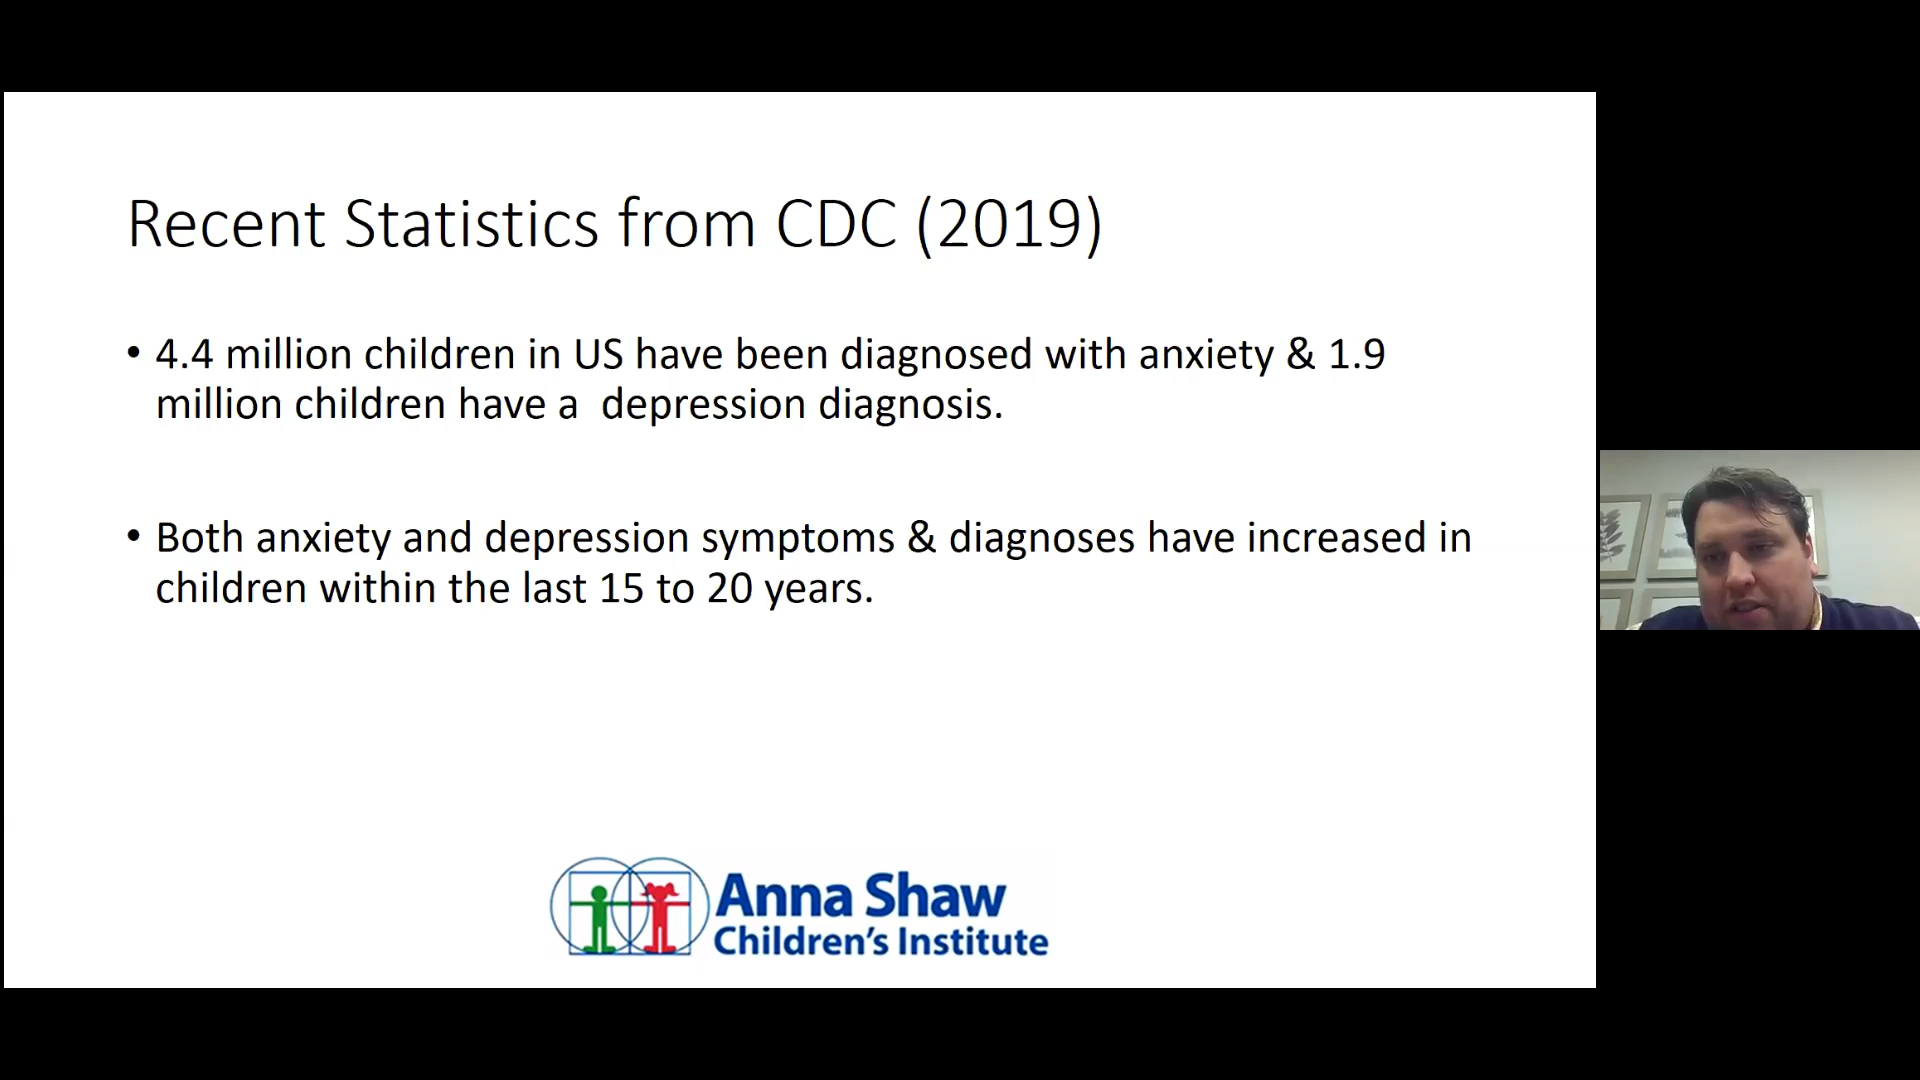 Recent Statistics from CDC (2019)
• 4.4 million children in US have been diagnosed with anxiety & 1.9
million children have a  depression diagnosis.
• Both anxiety and depression symptoms & diagnoses have increased in
children within the last 15 to 20 years.
Anna Shaw
Children's Institute